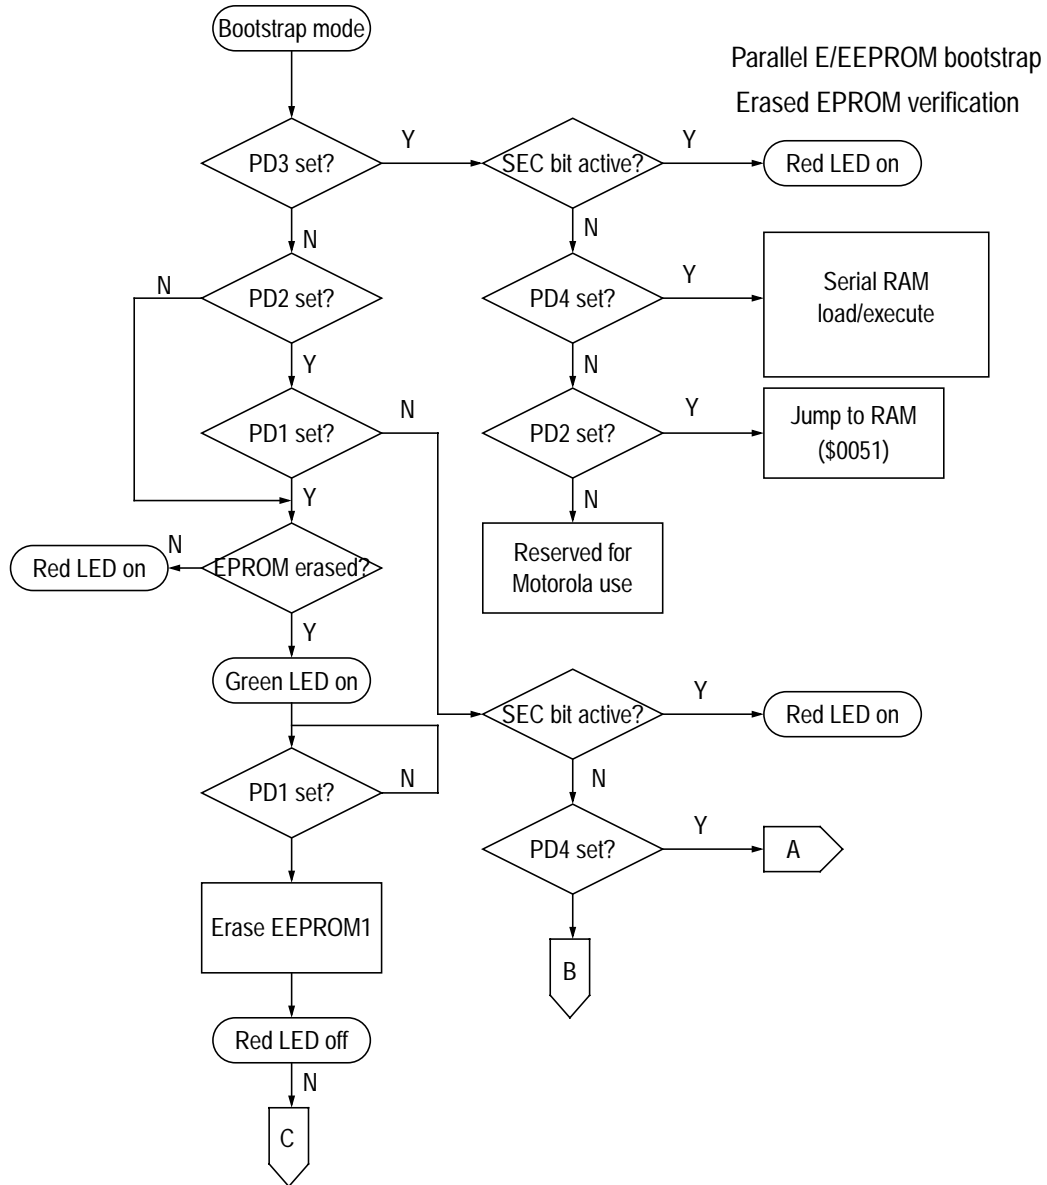 Bootstrap mode
Parallel E/EEPROM bootstrap
Erased EPROM verification
Y
Y
PD3 set?
SEC bit active?
Red LED on
N
N
N
Y
PD2 set?
PD4 set?
Serial RAM
load/execute
Y
N
N
Y
PD1 set?
PD2 set?
Jump to RAM
($0051)
Y
N
N
Red LED on
EPROM erased?
Reserved for
Motorola use
Y
Green LED on
Y
SEC bit active?
Red LED on
N
N
PD1 set?
Y
PD4 set?
A
Erase EEPROM1
B
Red LED off
N
C